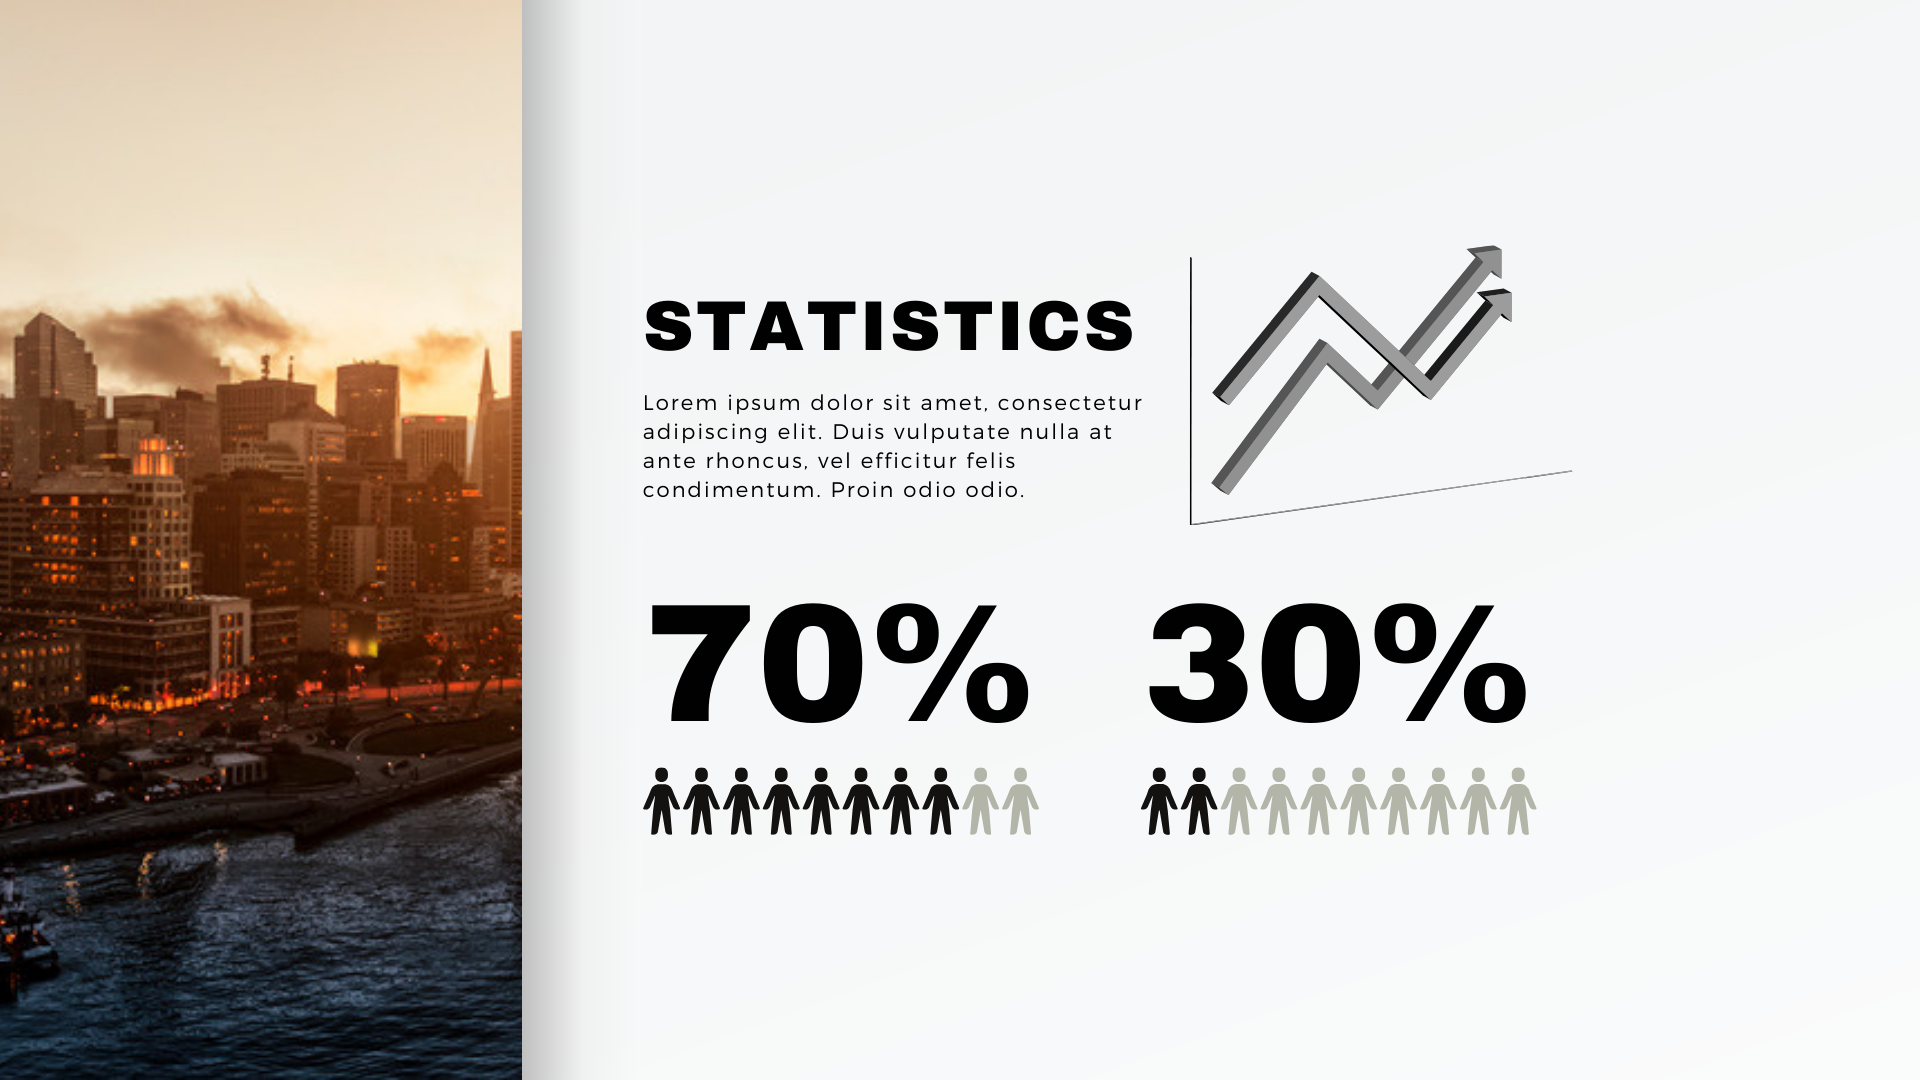 STATISTICS
Lorem ipsum dolor sit amet, consectetur
adipiscing elit. Duis vulputate nulla at
ante rhoncus, vel efficitur felis
condimentum. Proin odio odio.
70%
30%